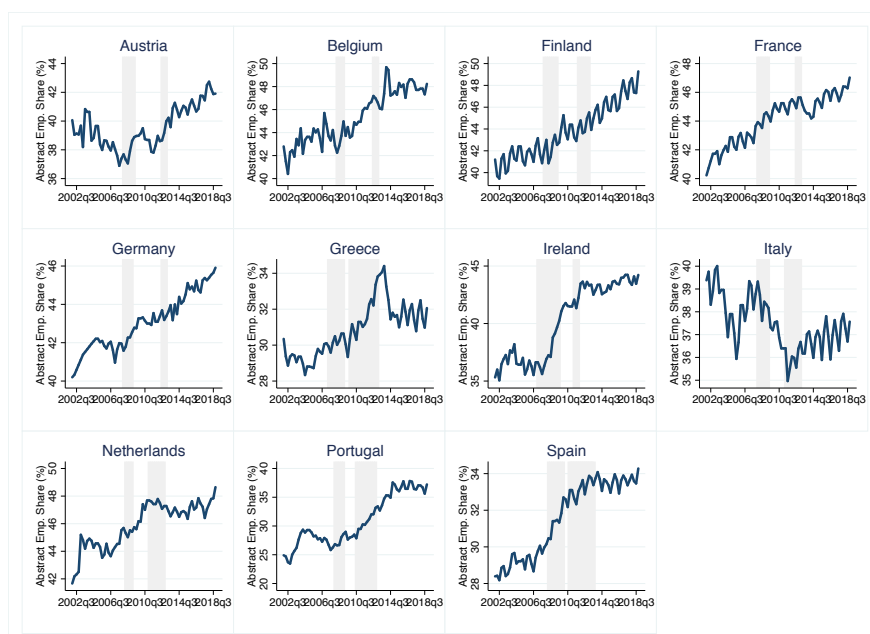 Austria
Abstract Emp. Share (%)
44
42
40
38
36
2002q3 2006q3 2010q3 2014q3 2018q3
Belgium
Abstract Emp. Share (%)
50
48
46
44
42
40
2002q3 2006q3 2010q3 2014q3 2018q3
Finland
Abstract Emp. Share (%)
50
48
46
44
42
40
2002q3 2006q3 2010q3 2014q3 2018q3
France
Abstract Emp. Share (%)
48
46
44
42
40
2002q3 2006q3 2010q3 2014q3 2018q3
Germany
Abstract Emp. Share (%)
46
44
42
40
2002q3 2006q3 2010q3 2014q3 2018q3
Greece
Abstract Emp. Share (%)
34
32
30
28
2002q3 2006q3 2010q3 2014q3 2018q3
Ireland
Abstract Emp. Share (%)
45
40
35
2002q3 2006q3 2010q3 2014q3 2018q3
Italy
Abstract Emp. Share (%)
40
39
38
37
36
35
2002q3 2006q3 2010q3 2014q3 2018q3
Netherlands
Abstract Emp. Share (%)
50
48
46
44
42
2002q3 2006q3 2010q3 2014q3 2018q3
Portugal
Abstract Emp. Share (%)
40
35
30
25
20
2002q3 2006q3 2010q3 2014q3 2018q3
Spain
Abstract Emp. Share (%)
34
32
30
28
2002q3 2006q3 2010q3 2014q3 2018q3